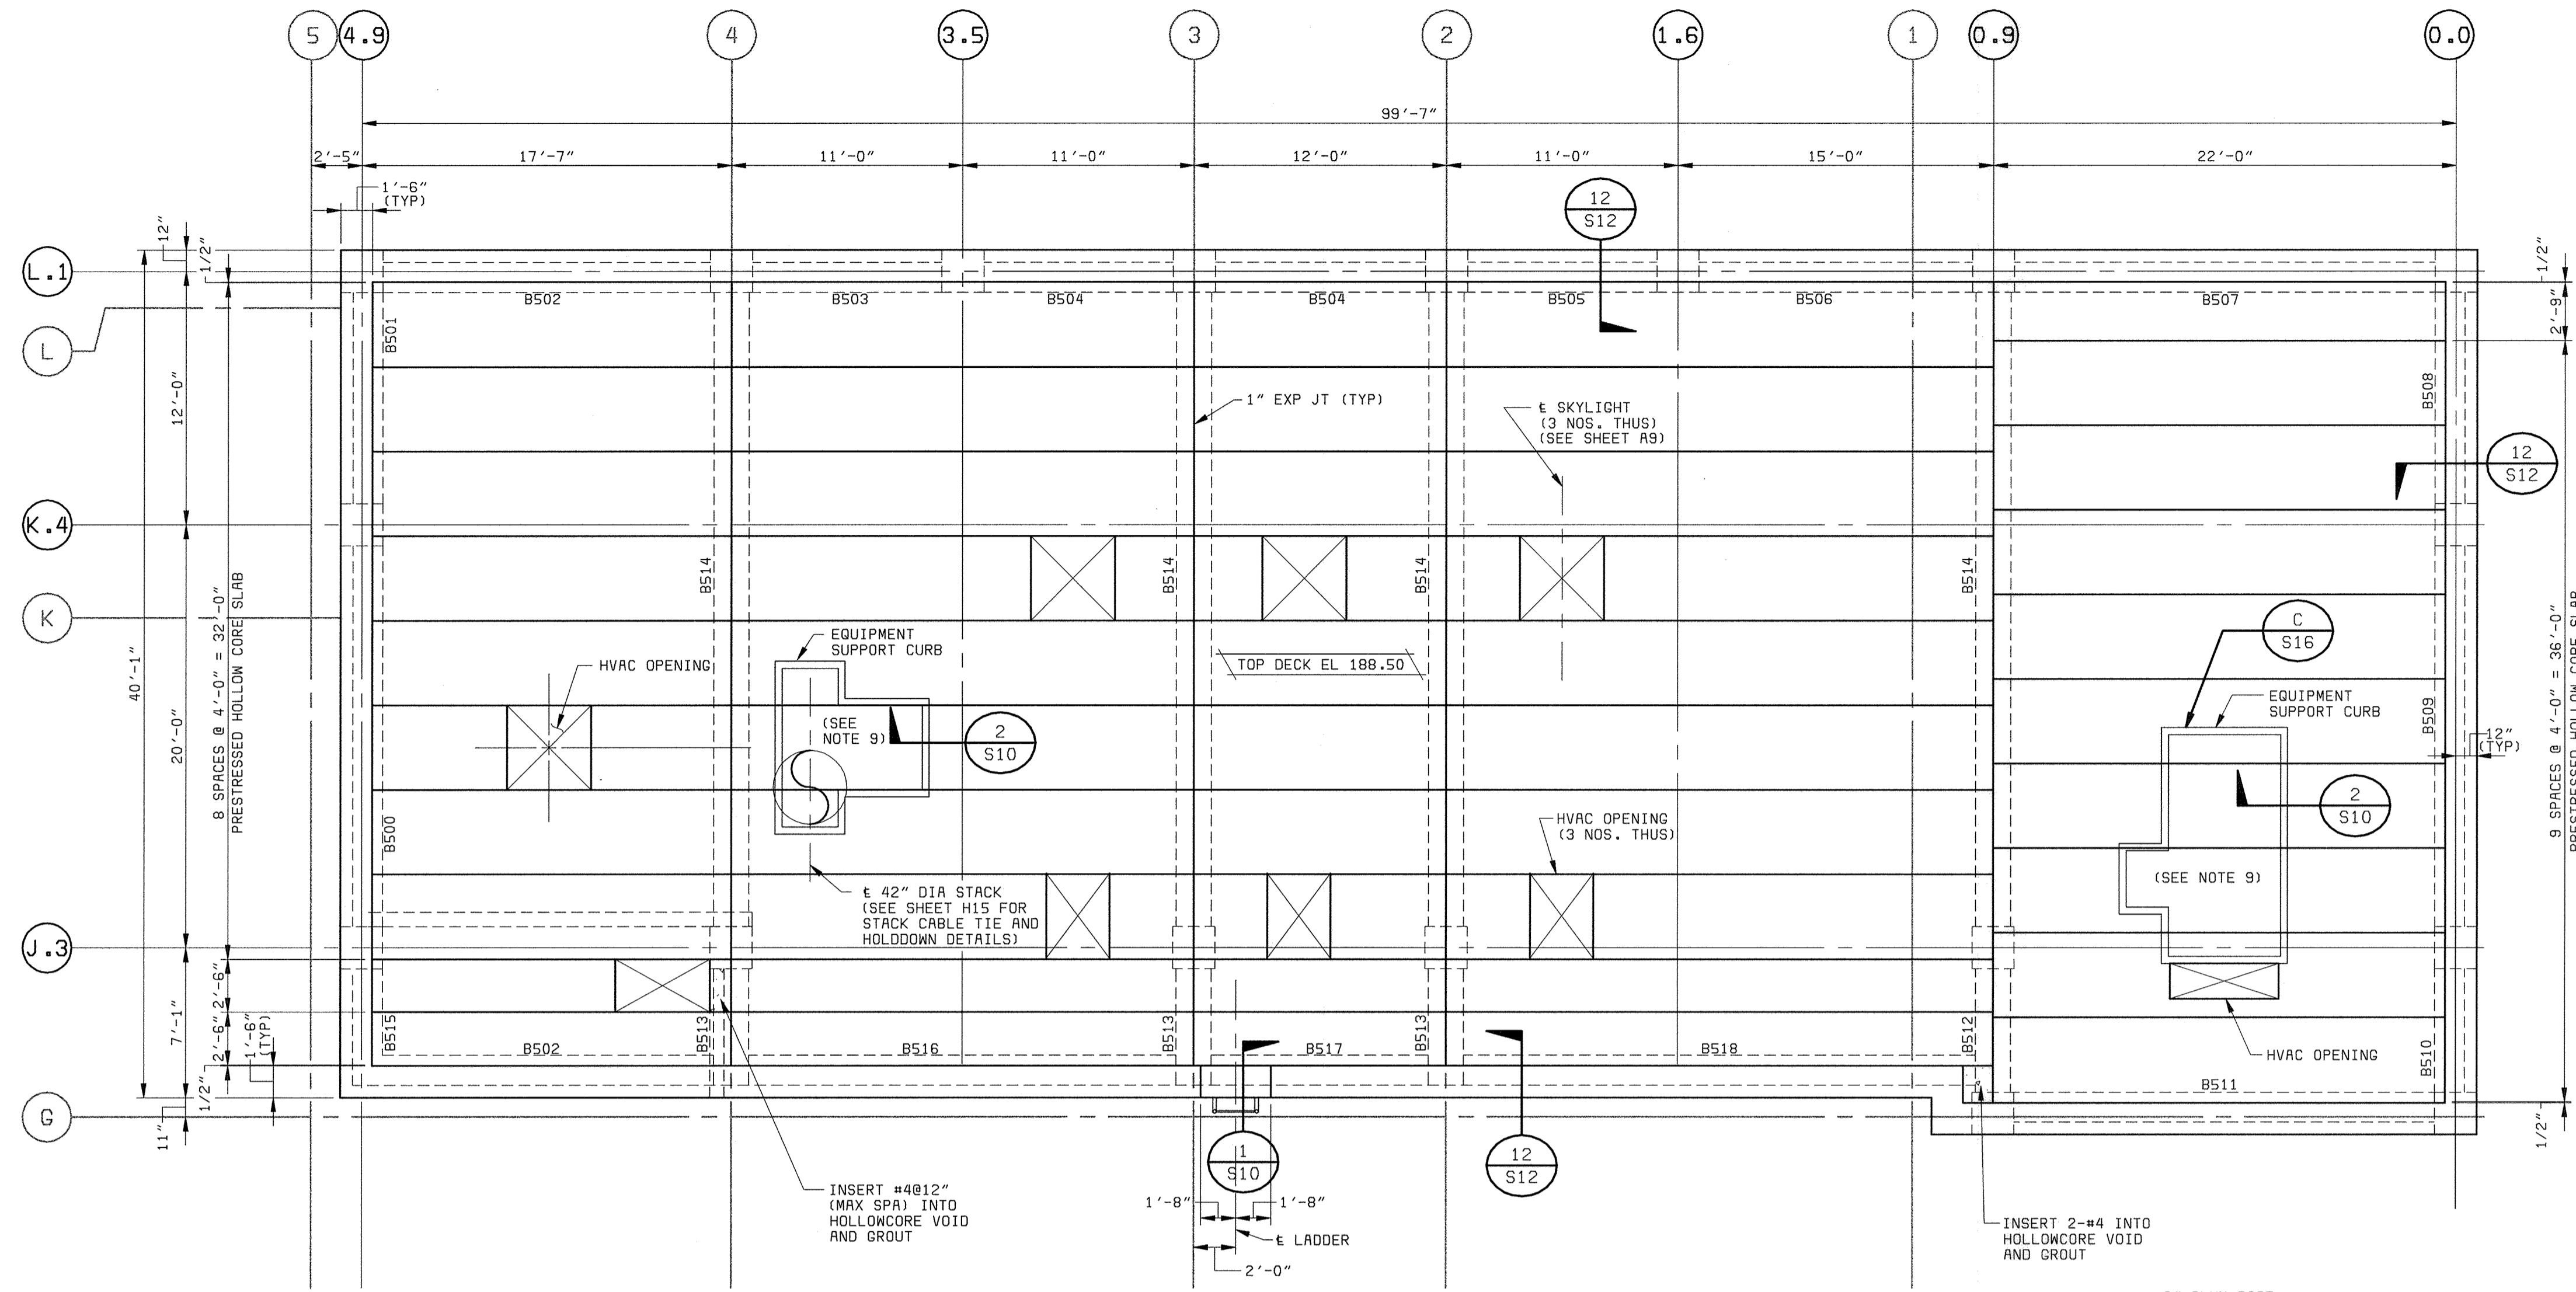 5
4.9
4
3.5
3
2
1.6
1
0.9
0.0
99'-7"
2'-5"
17'-7"
11'-0"
11'-0"
12'-0"
11'-0"
15'-0"
22'-0"
1'-6"
(TYP)
12"
1/2"
12
S12
1/2"
L.1
L
K.4
K
J.3
G
B502
B503
B504
B504
B505
B506
B507
B501
2'-9"
12'-0"
1" EXP JT (TYP)
℄ SKYLIGHT
(3 NOS. THUS)
(SEE SHEET A9)
B508
12
S12
B514
B514
B514
B514
40'-1"
20'-0"
8 SPACES @ 4'-0" = 32'-0"
PRESTRESSED HOLLOW CORE SLAB
EQUIPMENT
SUPPORT CURB
HVAC OPENING
TOP DECK EL 188.50
C
S16
EQUIPMENT
SUPPORT CURB
B509
9 SPACES @ 4'-0" = 36'-0"
PRESTRESSED HOLLOW CORE SLAB
12"
(TYP)
(SEE
NOTE 9)
2
S10
2
S10
B500
HVAC OPENING
(3 NOS. THUS)
(SEE NOTE 9)
℄ 42" DIA STACK
(SEE SHEET H15 FOR
STACK CABLE TIE AND
HOLDDOWN DETAILS)
7'-1"
2'-6"
2'-6"
1'-6"
(TYP)
1/2"
11"
B515
B502
B513
B516
B513
B517
B513
B518
B512
B511
B510
HVAC OPENING
1/2"
1
S10
12
S12
INSERT #4@12"
(MAX SPA) INTO
HOLLOWCORE VOID
AND GROUT
1'-8"
1'-8"
℄ LADDER
2'-0"
INSERT 2-#4 INTO
HOLLOWCORE VOID
AND GROUT